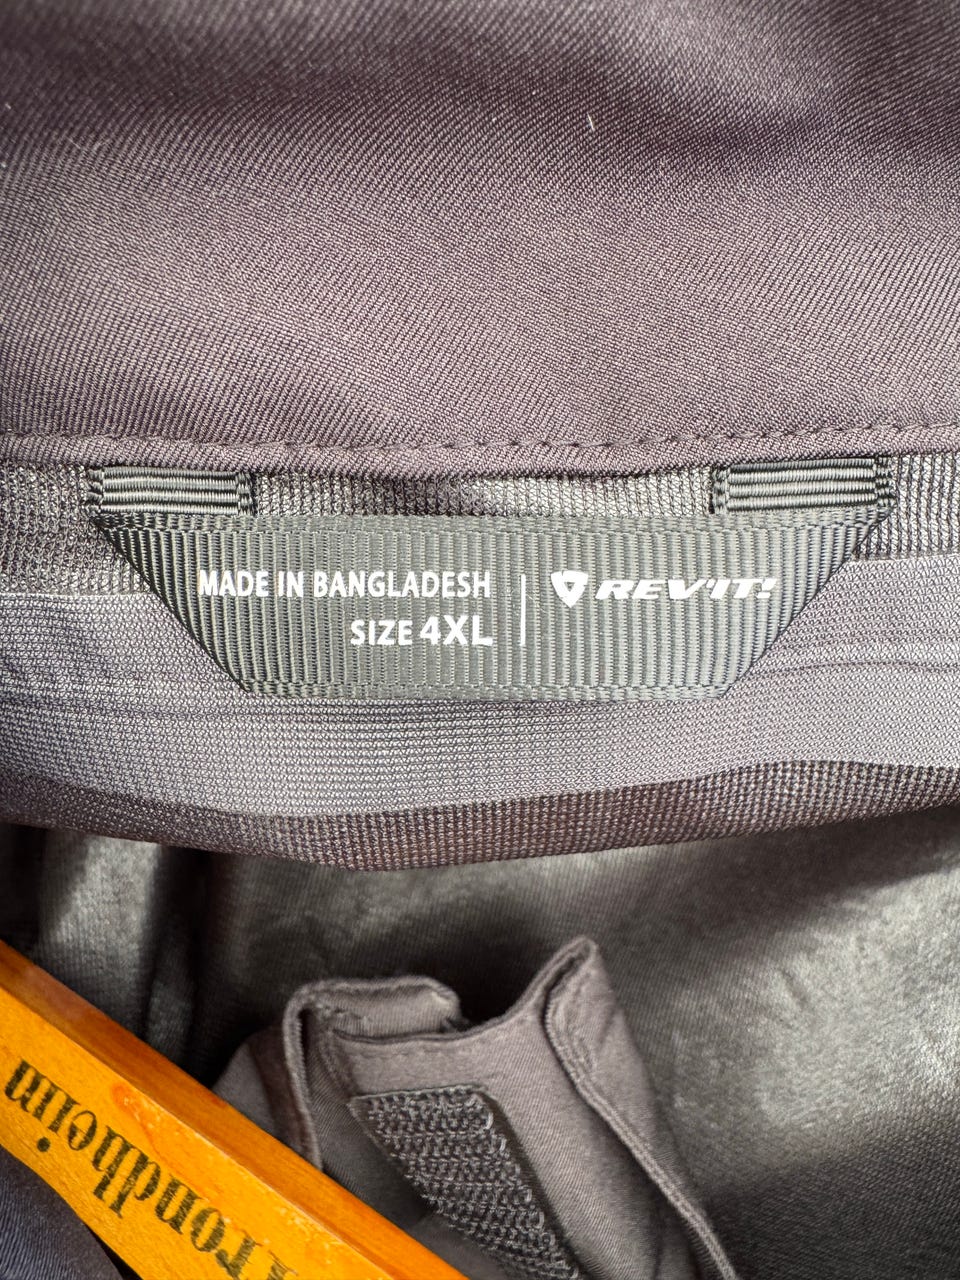 MADE IN BANGLADESH
SIZE 4XL
REV'IT!
rondheim